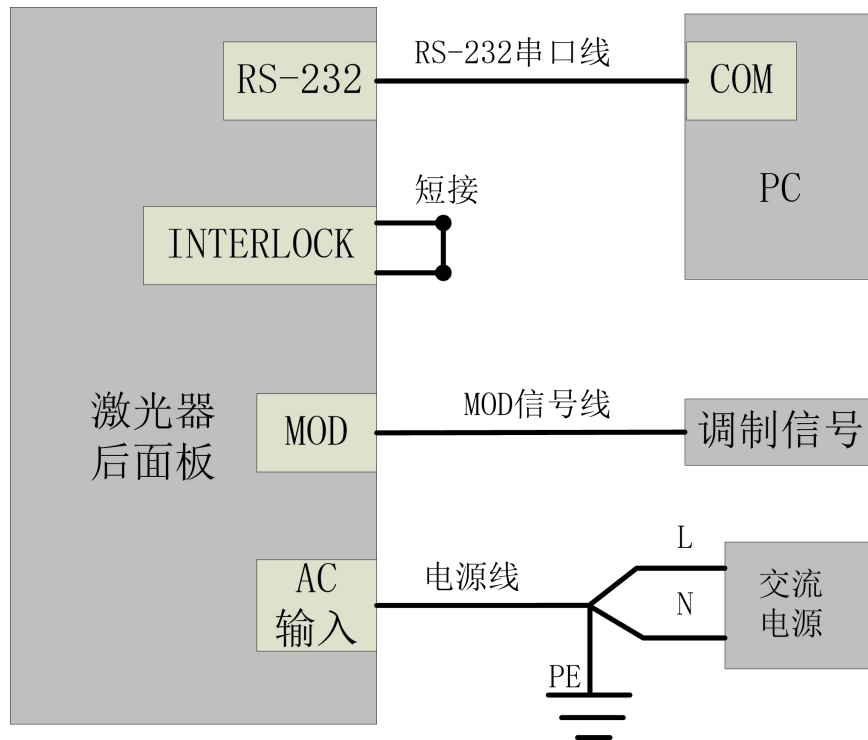 RS-232串口线
RS-232
COM
PC
短接
INTERLOCK
激光器
后面板
MOD信号线
MOD
调制信号
AC
输入
电源线
L
N
交流
电源
PE